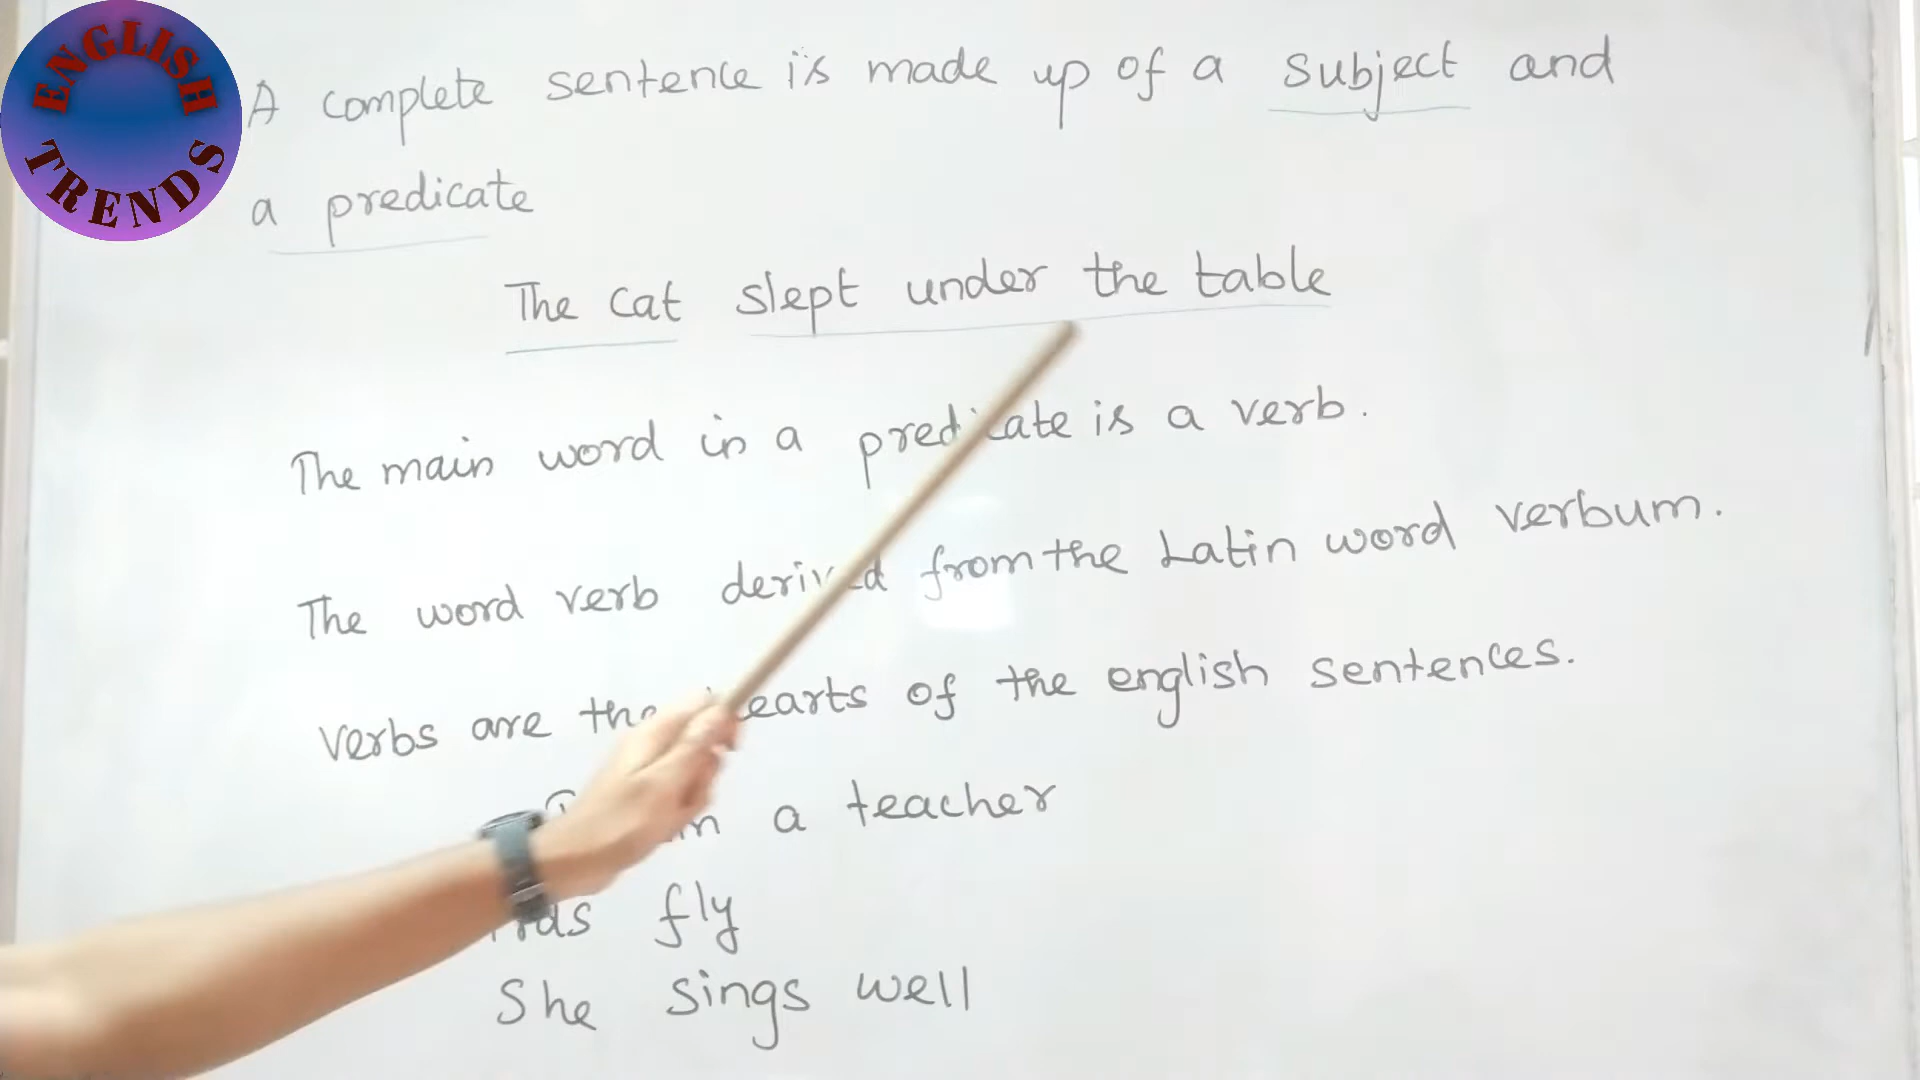 ENGLISH TRENDS
A complete sentence is made up of a subject and
a predicate
The cat slept under the table
The main word in a predicate is a verb.
The word verb derived from the Latin word verbum.
Verbs are the hearts of the english sentences.
a teacher
fly
She sings well